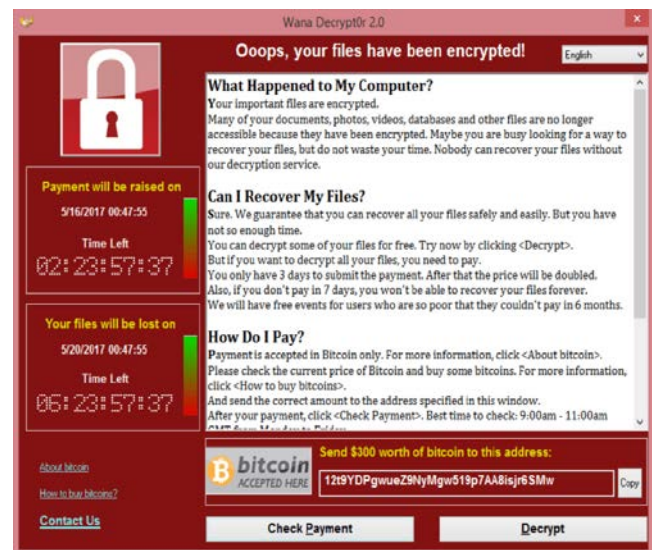 Wana Decrypt0r 2.0
Ooops, your files have been encrypted!
English
What Happened to My Computer?
Your important files are encrypted.
Many of your documents, photos, videos, databases and other files are no longer
accessible because they have been encrypted. Maybe you are busy looking for a way to
recover your files, but do not waste your time. Nobody can recover your files without
our decryption service.
Can I Recover My Files?
Sure. We guarantee that you can recover all your files safely and easily. But you have
not so enough time.
You can decrypt some of your files for free. Try now by clicking <Decrypt>.
But if you want to decrypt all your files, you need to pay.
You only have 3 days to submit the payment. After that the price will be doubled.
Also, if you don't pay in 7 days, you won't be able to recover your files forever.
We will have free events for users who are so poor that they couldn't pay in 6 months.
How Do I Pay?
Payment is accepted in Bitcoin only. For more information, click <About bitcoin>.
Please check the current price of Bitcoin and buy some bitcoins. For more information,
click <How to buy bitcoins>.
And send the correct amount to the address specified in this window.
After your payment, click <Check Payment>. Best time to check: 9:00am - 11:00am
GMT from Monday to Friday
Payment will be raised on
5/16/2017 00:47:55
Time Left
02:23:57:37
Your files will be lost on
5/20/2017 00:47:55
Time Left
06:23:57:37
About bitcoin
How to buy bitcoins?
Contact Us
bitcoin
ACCEPTED HERE
Send $300 worth of bitcoin to this address:
12t9YDPgwueZ9NyMgw519p7AA8isjr6SMw
Copy
Check Payment
Decrypt